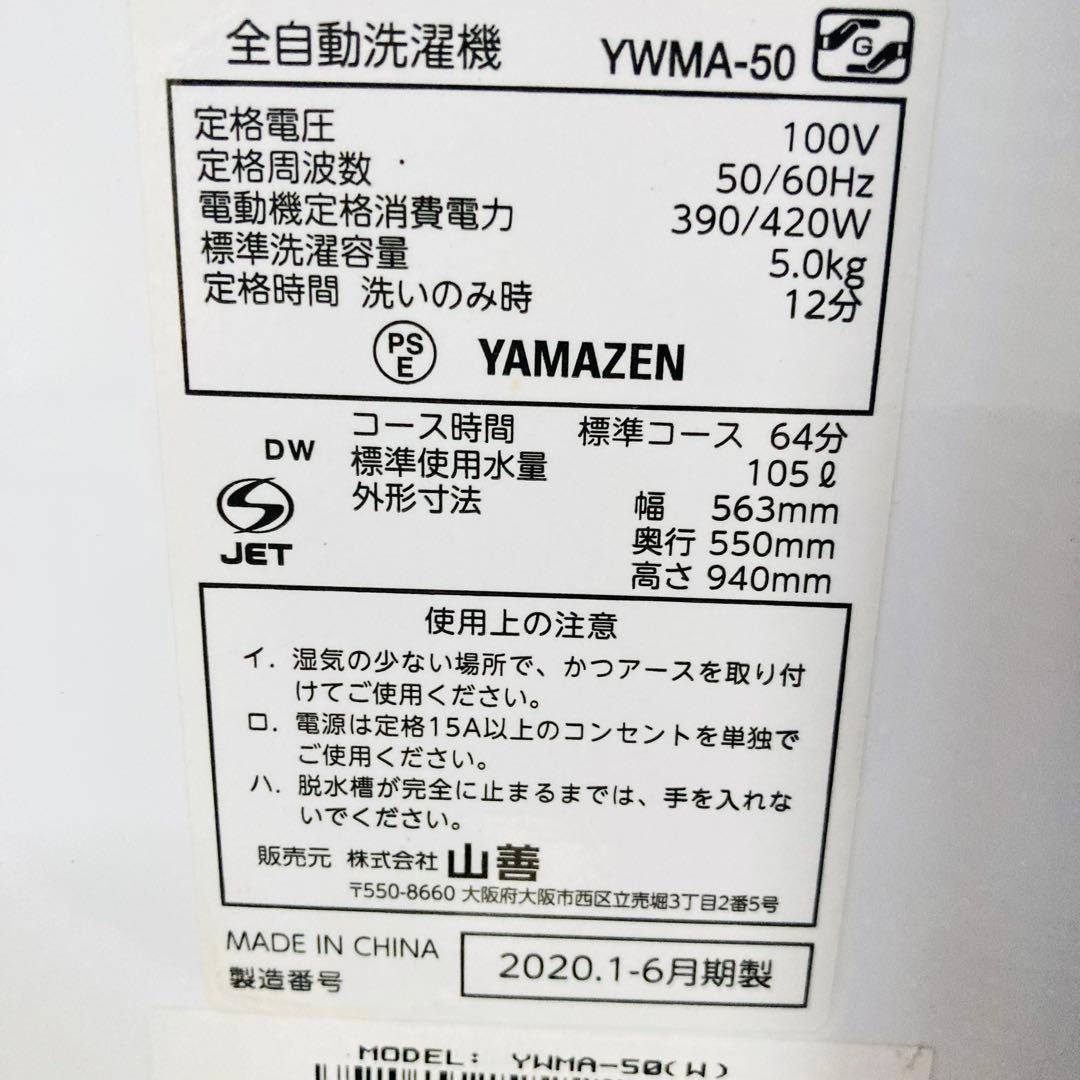 全自動洗濯機 YWMA-50 G
定格電圧 100V
定格周波数 50/60Hz
電動機定格消費電力 390/420W
標準洗濯容量 5.0kg
定格時間 洗いのみ時 12分
PS E YAMAZEN
コース時間 標準コース 64分
DW 標準使用水量 105ℓ
外形寸法 幅 563mm
奥行 550mm
JET 高さ 940mm
使用上の注意
イ. 湿気の少ない場所で、かつアースを取り付
けてご使用ください。
ロ. 電源は定格15A以上のコンセントを単独で
ご使用ください。
ハ. 脱水槽が完全に止まるまでは、手を入れな
いでください。
販売元 株式会社 山善
〒550-8660 大阪府大阪市西区立売堀3丁目2番5号
MADE IN CHINA
製造番号 2020.1-6月期製
MODEL: YWMA-50(W)